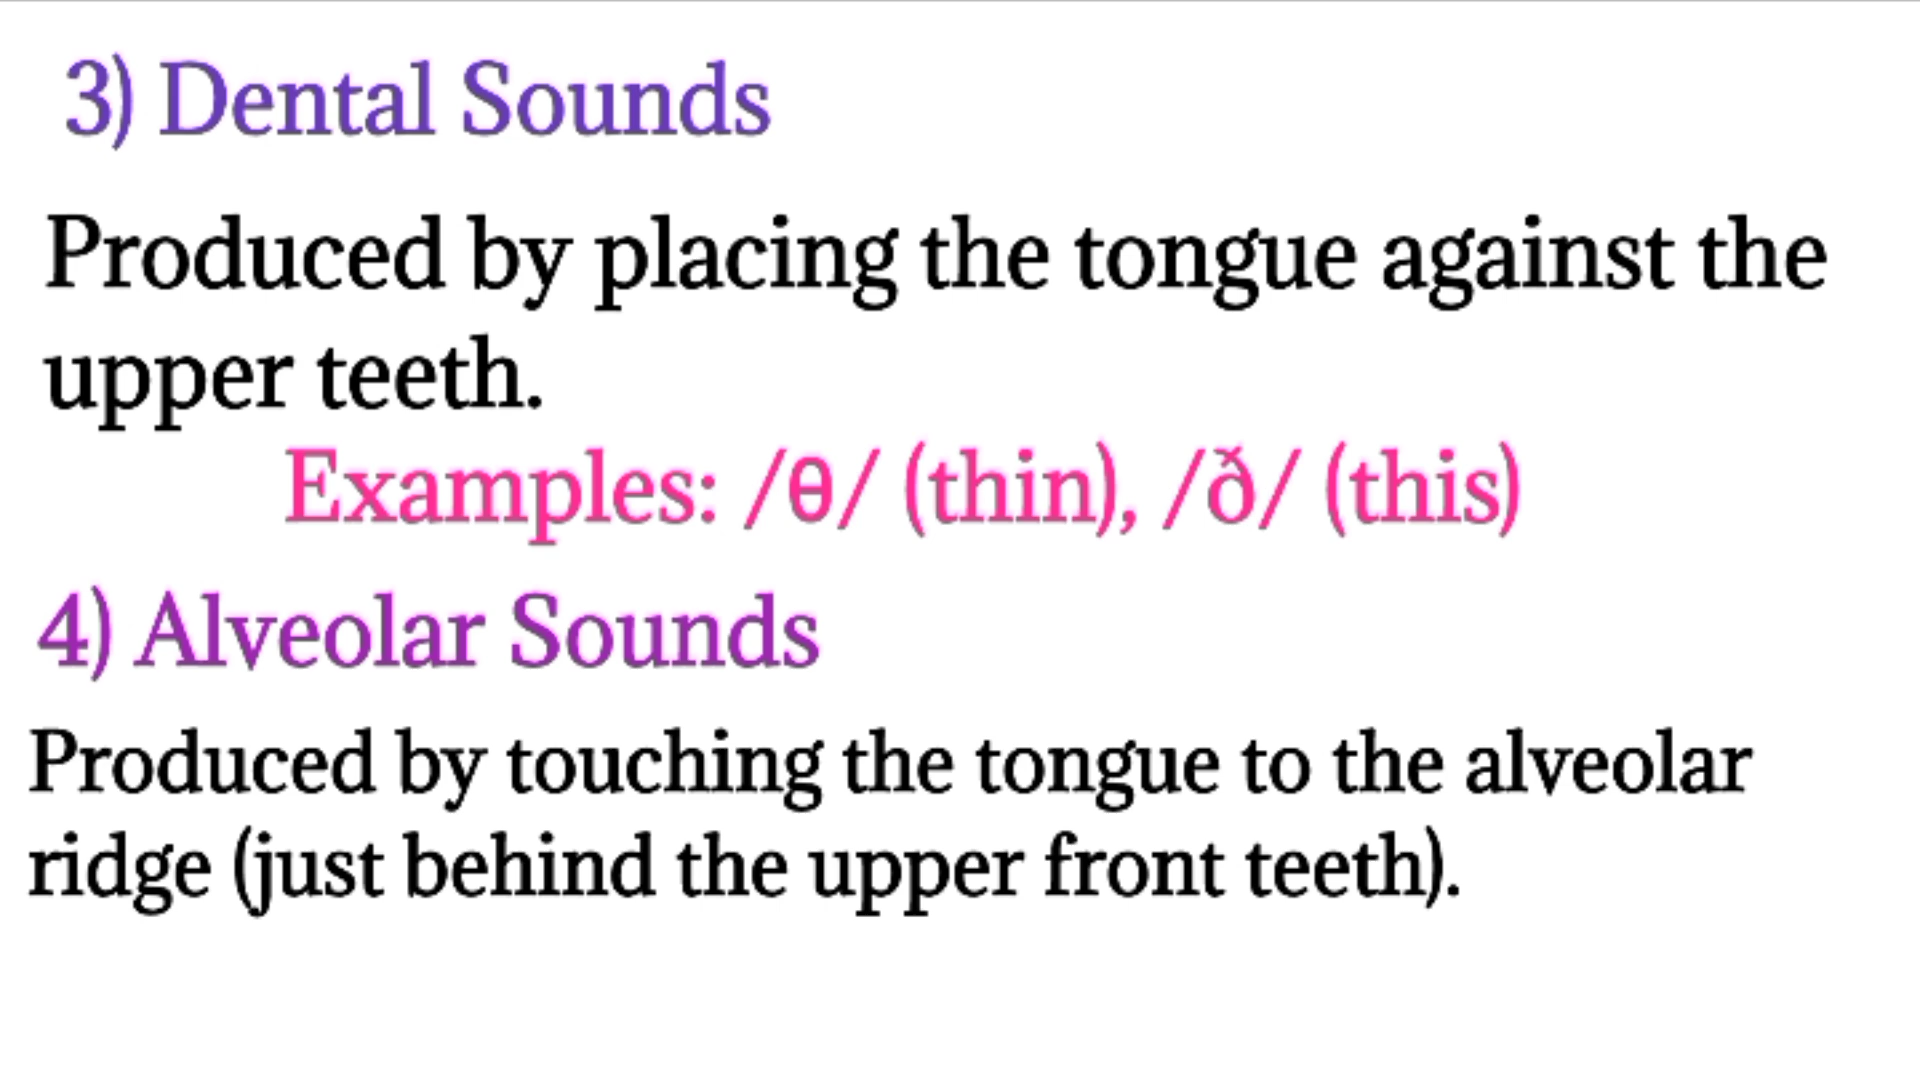 3) Dental Sounds
Produced by placing the tongue against the
upper teeth.
Examples: /θ/ (thin), /ð/ (this)
4) Alveolar Sounds
Produced by touching the tongue to the alveolar
ridge (just behind the upper front teeth).